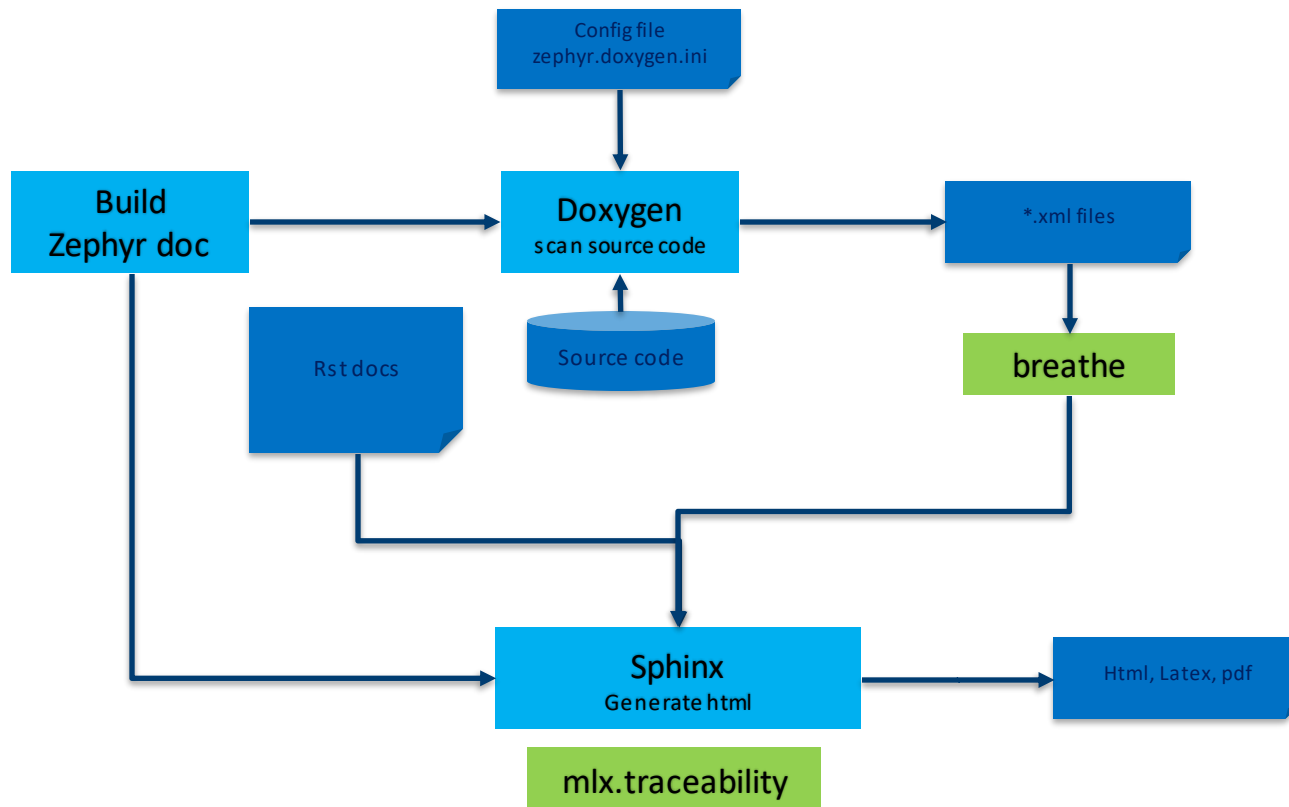 Config file
zephyr.doxygen.ini
Build
Zephyr doc
Doxygen
scan source code
*.xml files
Rst docs
Source code
breathe
Sphinx
Generate html
Html, Latex, pdf
mlx.traceability